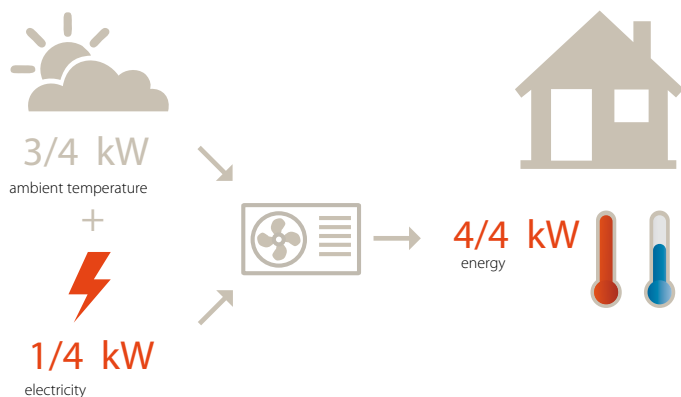 3/4 kW
ambient temperature
+
1/4 kW
electricity
4/4 kW
energy